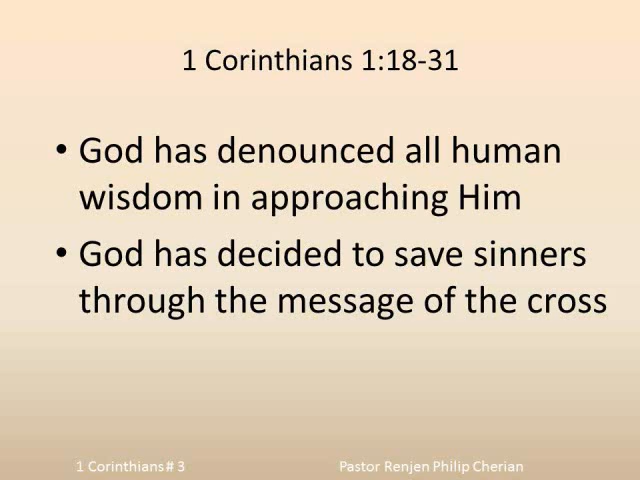 1 Corinthians 1:18-31
• God has denounced all human
wisdom in approaching Him
• God has decided to save sinners
through the message of the cross
1 Corinthians # 3 Pastor Renjen Philip Cherian